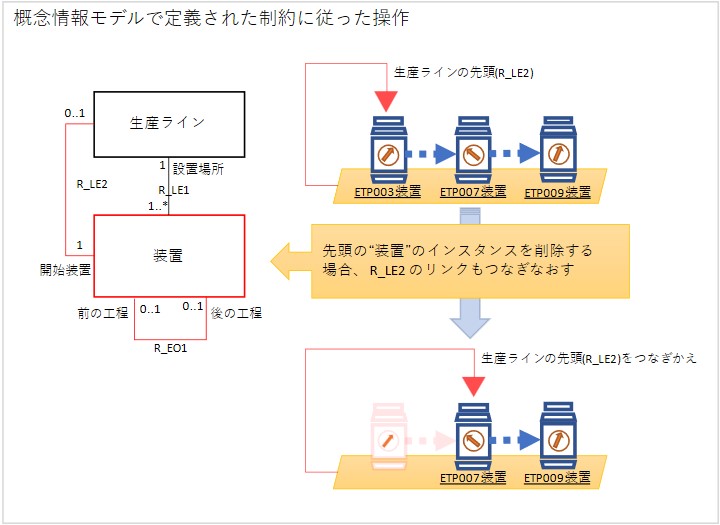 概念情報モデルで定義された制約に従った操作
生産ラインの先頭(R_LE2)
0..1
生産ライン
1
設置場所
R_LE2
R_LE1
1..*
ETP003装置
ETP007装置
ETP009装置
1
装置
開始装置
先頭の“装置”のインスタンスを削除する
場合、R_LE2 のリンクもつなぎなおす
前の工程
0..1
0..1
後の工程
R_EO1
生産ラインの先頭(R_LE2)をつなぎかえ
ETP007装置
ETP009装置